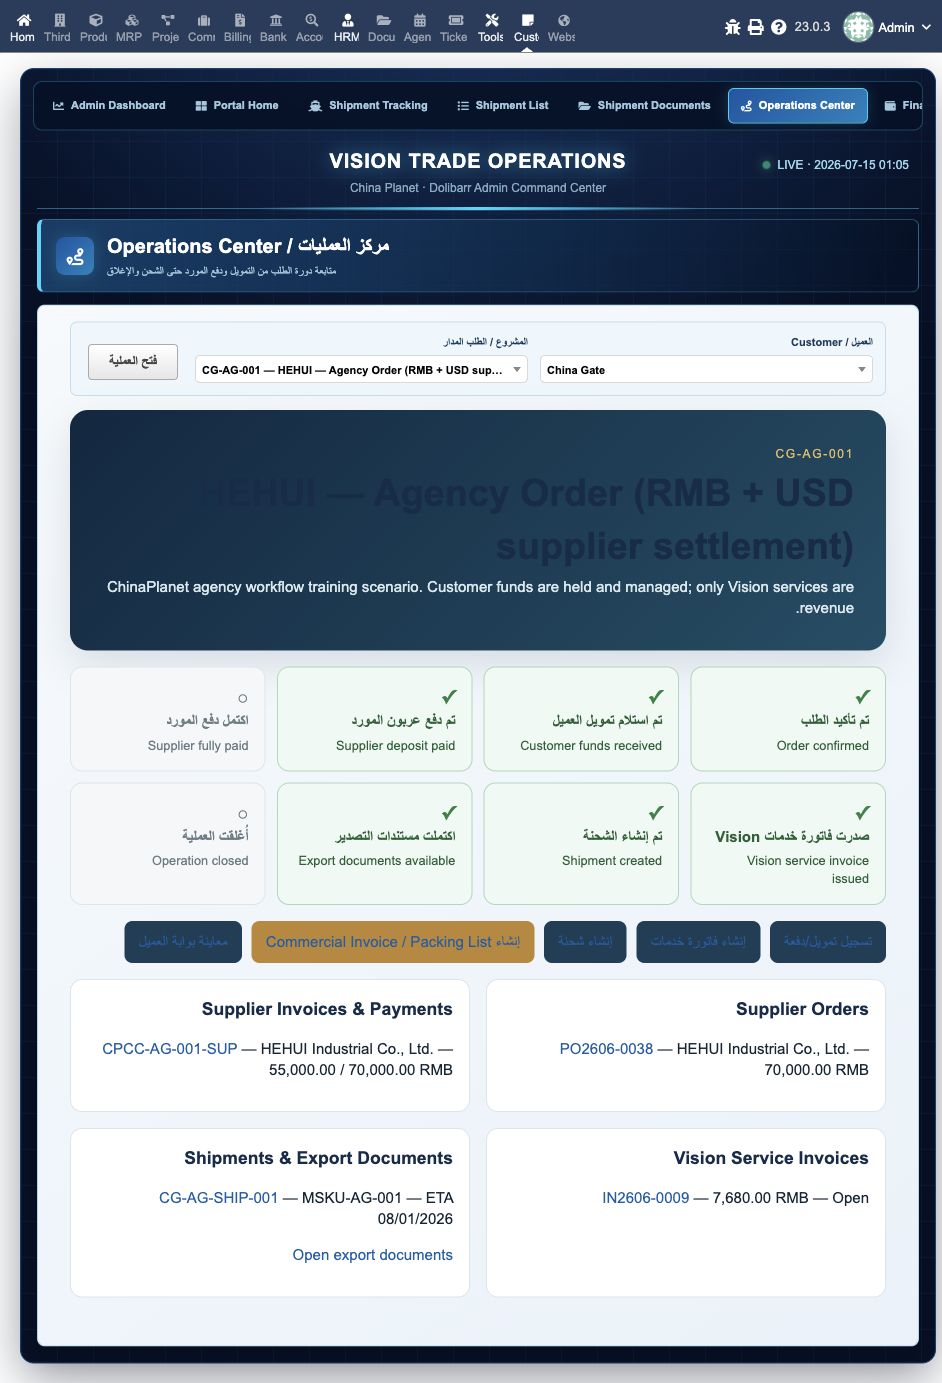 Hom Third Produ MRP Proje Comm Billing Bank Acco HRM Docu Agen Ticke Tools Cust Webs
23.0.3 Admin
Admin Dashboard Portal Home Shipment Tracking Shipment List Shipment Documents Operations Center Fina
VISION TRADE OPERATIONS
LIVE · 2026-07-15 01:05
China Planet · Dolibarr Admin Command Center
Operations Center / مركز العمليات
متابعة دورة الطلب من التمويل ودفع المورد حتى الشحن والإغلاق
العميل / Customer
China Gate
المشروع / الطلب المدار
CG-AG-001 — HEHUI — Agency Order (RMB + USD sup...
فتح العملية
CG-AG-001
HEHUI — Agency Order (RMB + USD
supplier settlement)
ChinaPlanet agency workflow training scenario. Customer funds are held and managed; only Vision services are
.revenue
✓
تم تأكيد الطلب
Order confirmed
✓
تم استلام تمويل العميل
Customer funds received
✓
تم دفع عربون المورد
Supplier deposit paid
○
اكتمل دفع المورد
Supplier fully paid
✓
صدرت فاتورة خدمات Vision
Vision service invoice
issued
✓
تم إنشاء الشحنة
Shipment created
✓
اكتملت مستندات التصدير
Export documents available
○
أُغلقت العملية
Operation closed
تسجيل تمويل/دفعة
إنشاء فاتورة خدمات
إنشاء شحنة
إنشاء Commercial Invoice / Packing List
معاينة بوابة العميل
Supplier Orders
PO2606-0038 — HEHUI Industrial Co., Ltd. —
70,000.00 RMB
Supplier Invoices & Payments
CPCC-AG-001-SUP — HEHUI Industrial Co., Ltd. —
55,000.00 / 70,000.00 RMB
Vision Service Invoices
IN2606-0009 — 7,680.00 RMB — Open
Shipments & Export Documents
CG-AG-SHIP-001 — MSKU-AG-001 — ETA
08/01/2026
Open export documents